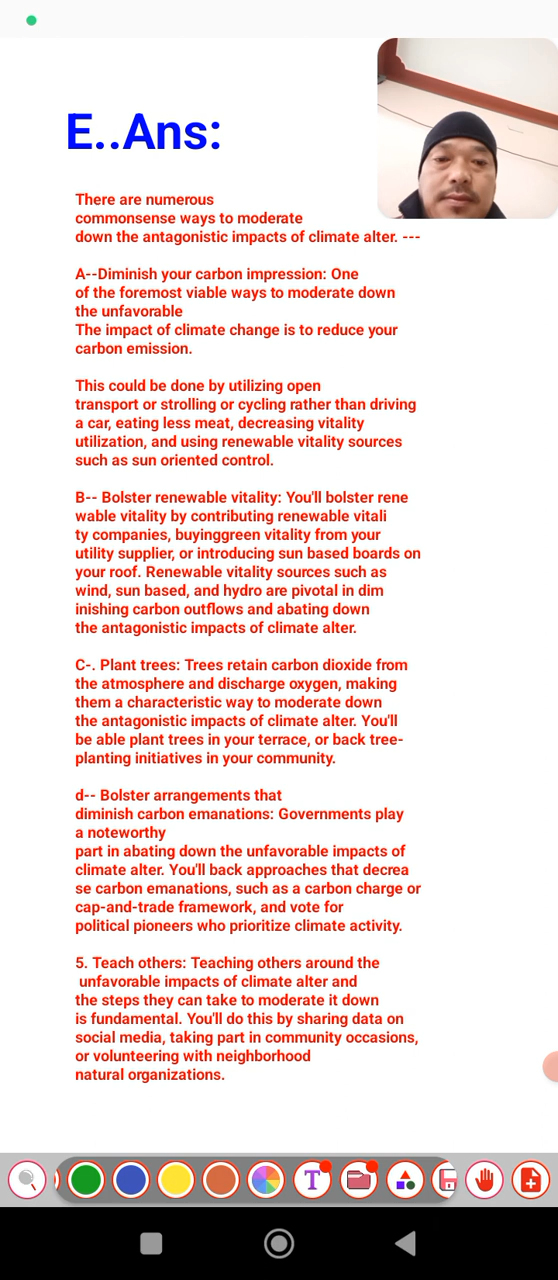 E..Ans:
There are numerous
commonsense ways to moderate
down the antagonistic impacts of climate alter. ---
A--Diminish your carbon impression: One
of the foremost viable ways to moderate down
the unfavorable
The impact of climate change is to reduce your
carbon emission.
This could be done by utilizing open
transport or strolling or cycling rather than driving
a car, eating less meat, decreasing vitality
utilization, and using renewable vitality sources
such as sun oriented control.
B-- Bolster renewable vitality: You'll bolster rene
wable vitality by contributing renewable vitali
ty companies, buyinggreen vitality from your
utility supplier, or introducing sun based boards on
your roof. Renewable vitality sources such as
wind, sun based, and hydro are pivotal in dim
inishing carbon outflows and abating down
the antagonistic impacts of climate alter.
C-. Plant trees: Trees retain carbon dioxide from
the atmosphere and discharge oxygen, making
them a characteristic way to moderate down
the antagonistic impacts of climate alter. You'll
be able plant trees in your terrace, or back tree-
planting initiatives in your community.
d-- Bolster arrangements that
diminish carbon emanations: Governments play
a noteworthy
part in abating down the unfavorable impacts of
climate alter. You'll back approaches that decrea
se carbon emanations, such as a carbon charge or
cap-and-trade framework, and vote for
political pioneers who prioritize climate activity.
5. Teach others: Teaching others around the
unfavorable impacts of climate alter and
the steps they can take to moderate it down
is fundamental. You'll do this by sharing data on
social media, taking part in community occasions,
or volunteering with neighborhood
natural organizations.
T